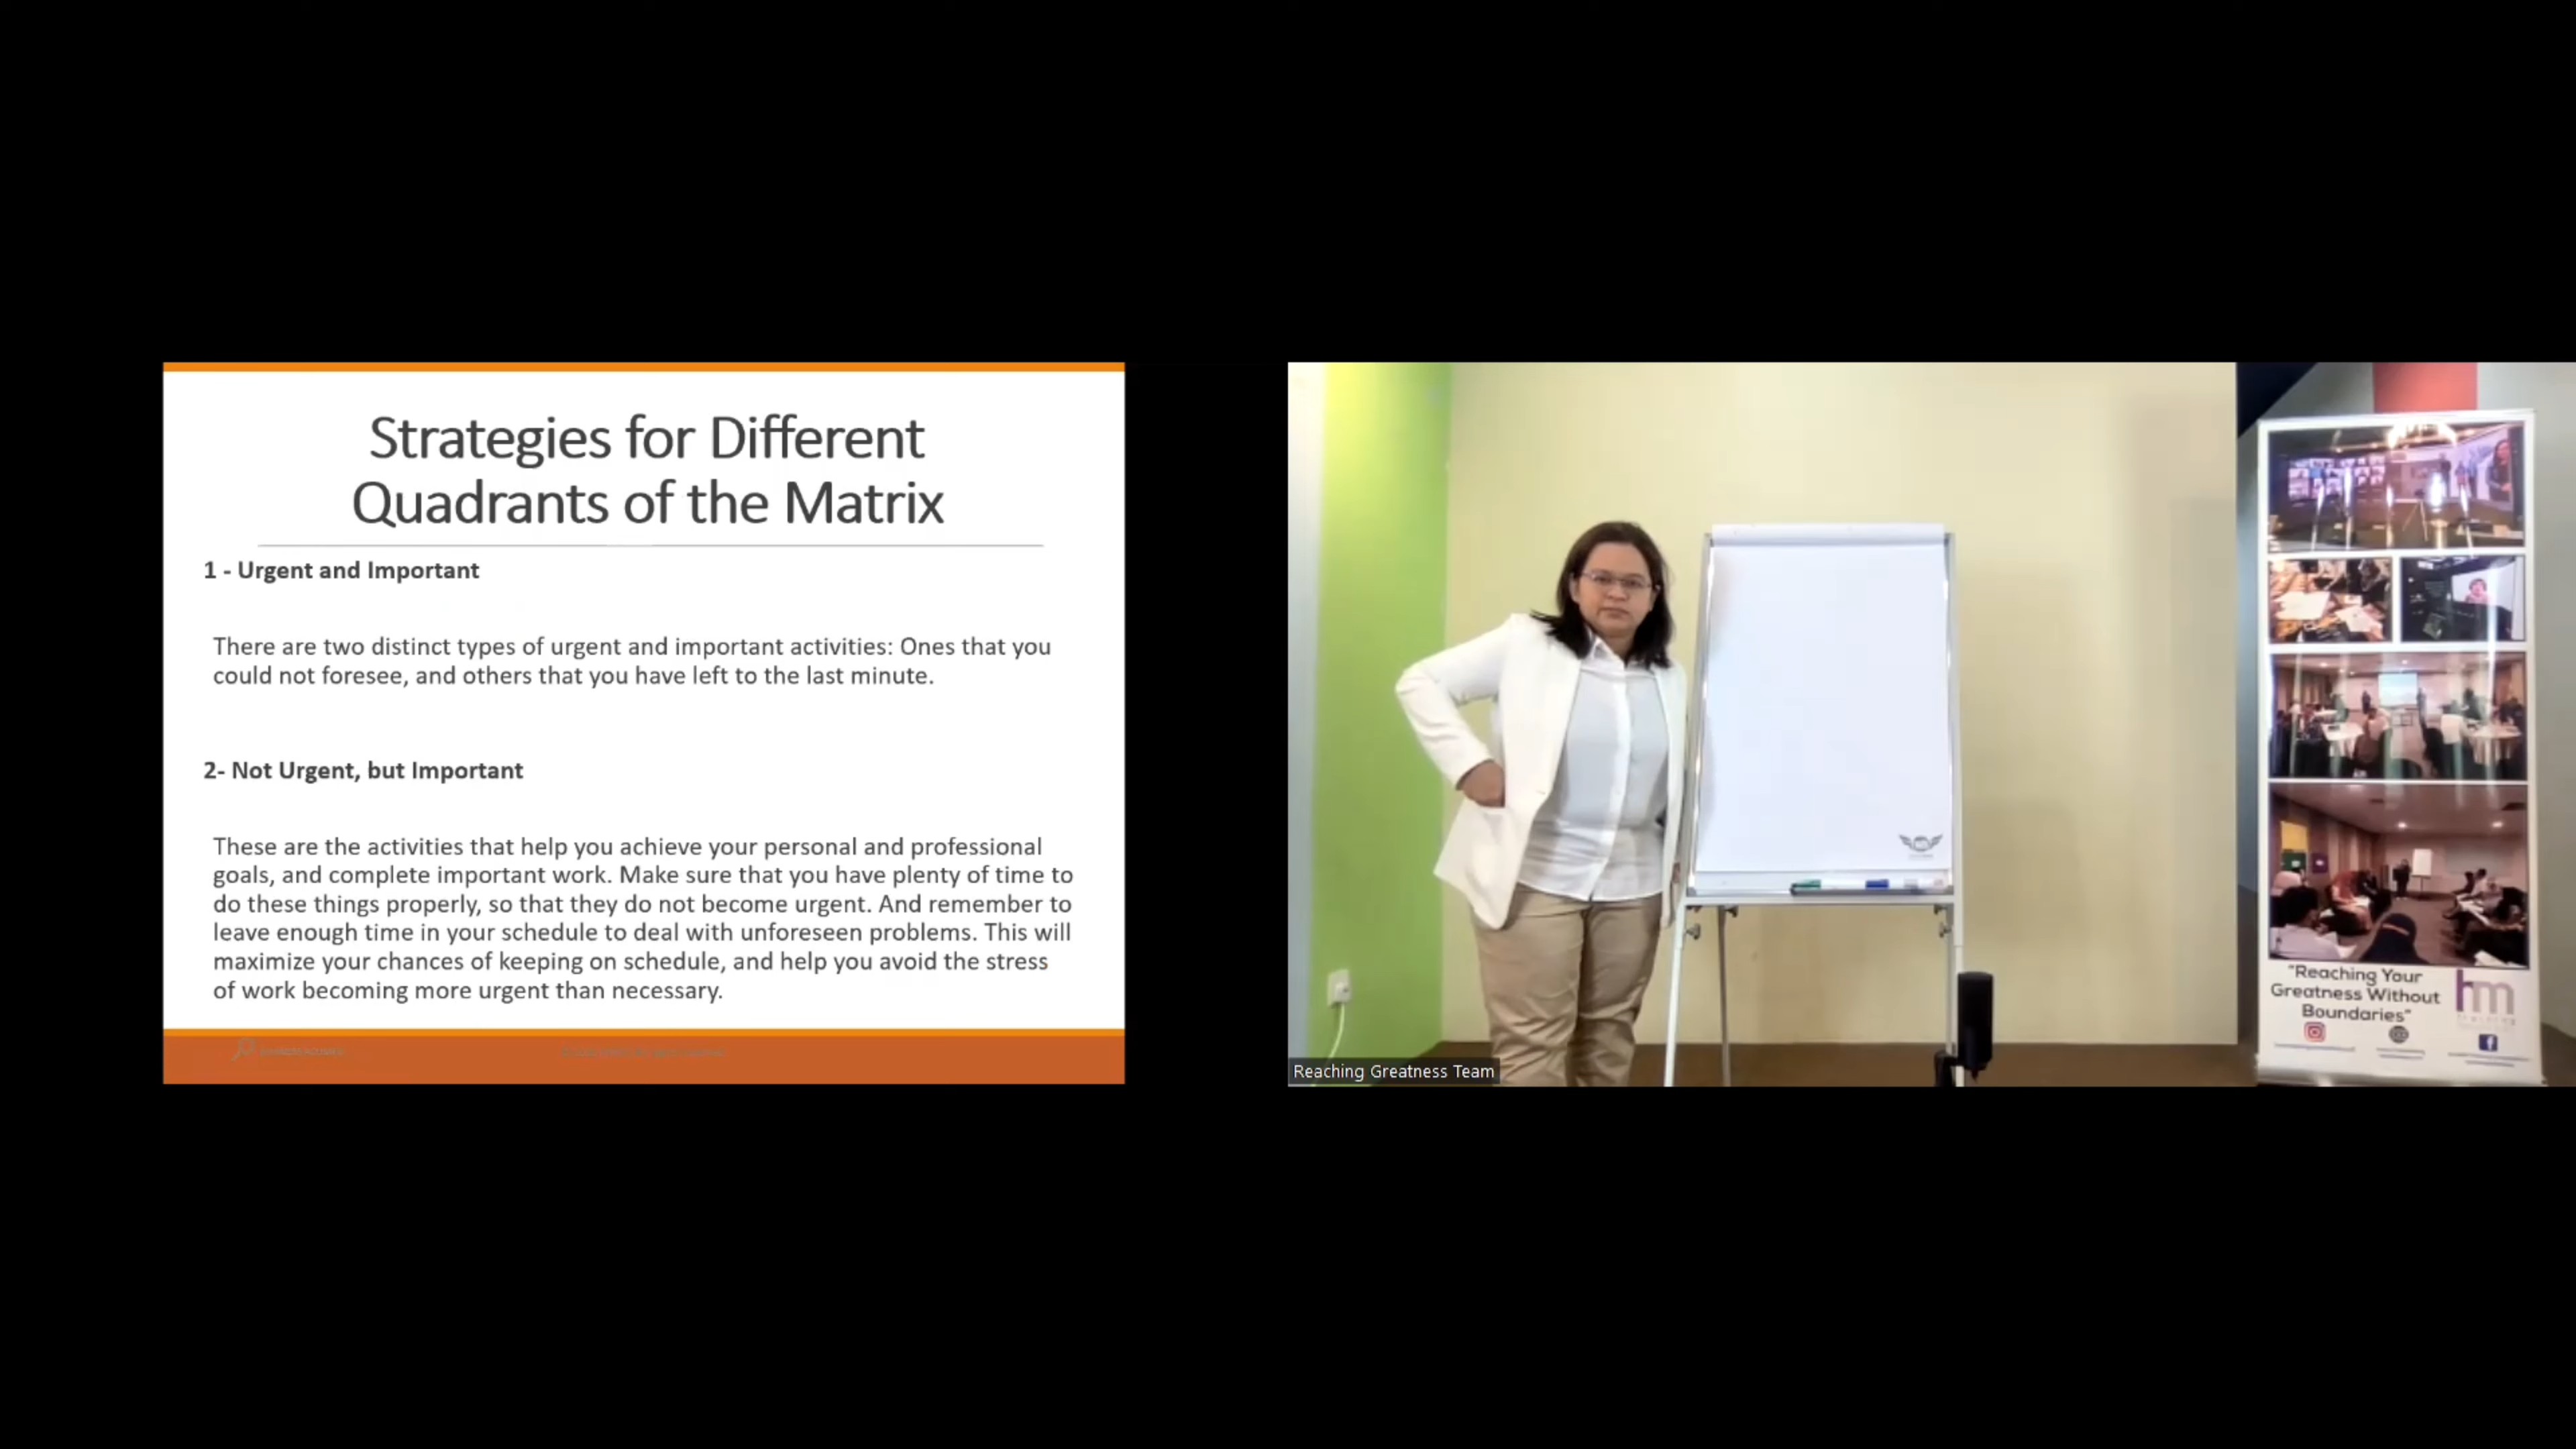 Strategies for Different
Quadrants of the Matrix
1 - Urgent and Important
There are two distinct types of urgent and important activities: Ones that you
could not foresee, and others that you have left to the last minute.
2- Not Urgent, but Important
These are the activities that help you achieve your personal and professional
goals, and complete important work. Make sure that you have plenty of time to
do these things properly, so that they do not become urgent. And remember to
leave enough time in your schedule to deal with unforeseen problems. This will
maximize your chances of keeping on schedule, and help you avoid the stress
of work becoming more urgent than necessary.
Reaching Greatness Team
"Reaching Your
Greatness Without
Boundaries"
hm